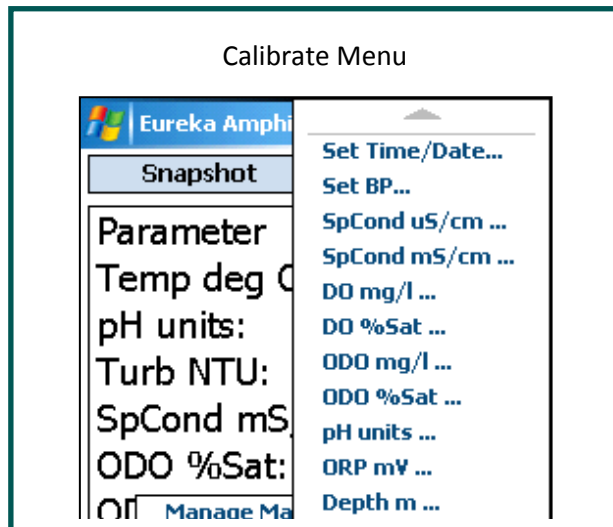 Calibrate Menu
Eureka Amphi
Snapshot
Parameter
Temp deg C
pH units:
Turb NTU:
SpCond mS
ODO %Sat:
Manage Ma
Set Time/Date...
Set BP...
SpCond uS/cm ...
SpCond mS/cm ...
DO mg/l ...
DO %Sat ...
ODO mg/l ...
ODO %Sat ...
pH units ...
ORP mV ...
Depth m ...